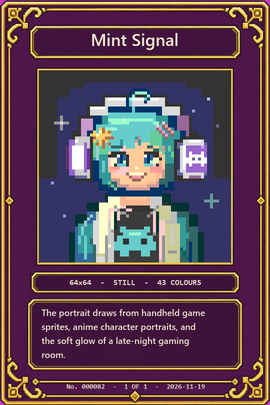 Mint Signal
64x64 - STILL - 43 COLOURS
The portrait draws from handheld game
sprites, anime character portraits, and
the soft glow of a late-night gaming
room.
No. 000082 - 1 OF 1 - 2026-11-19